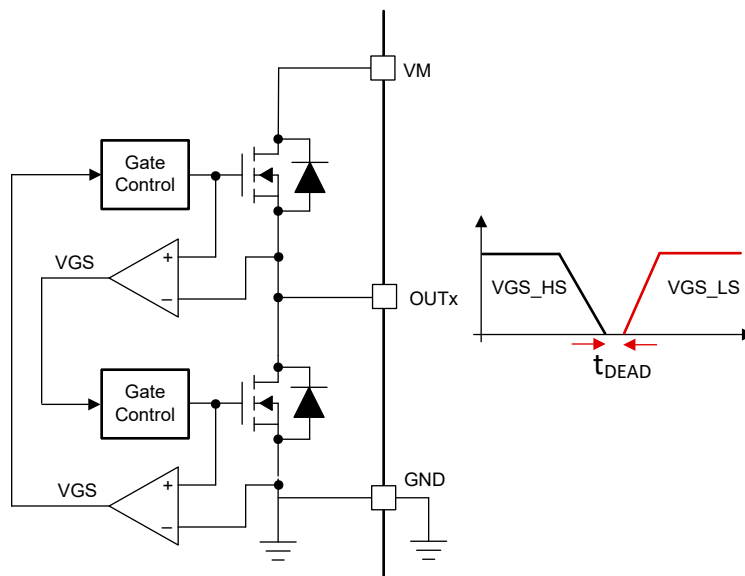 VM
Gate
Control
VGS
+
−
OUTx
VGS_HS
VGS_LS
tDEAD
Gate
Control
GND
VGS
+
−